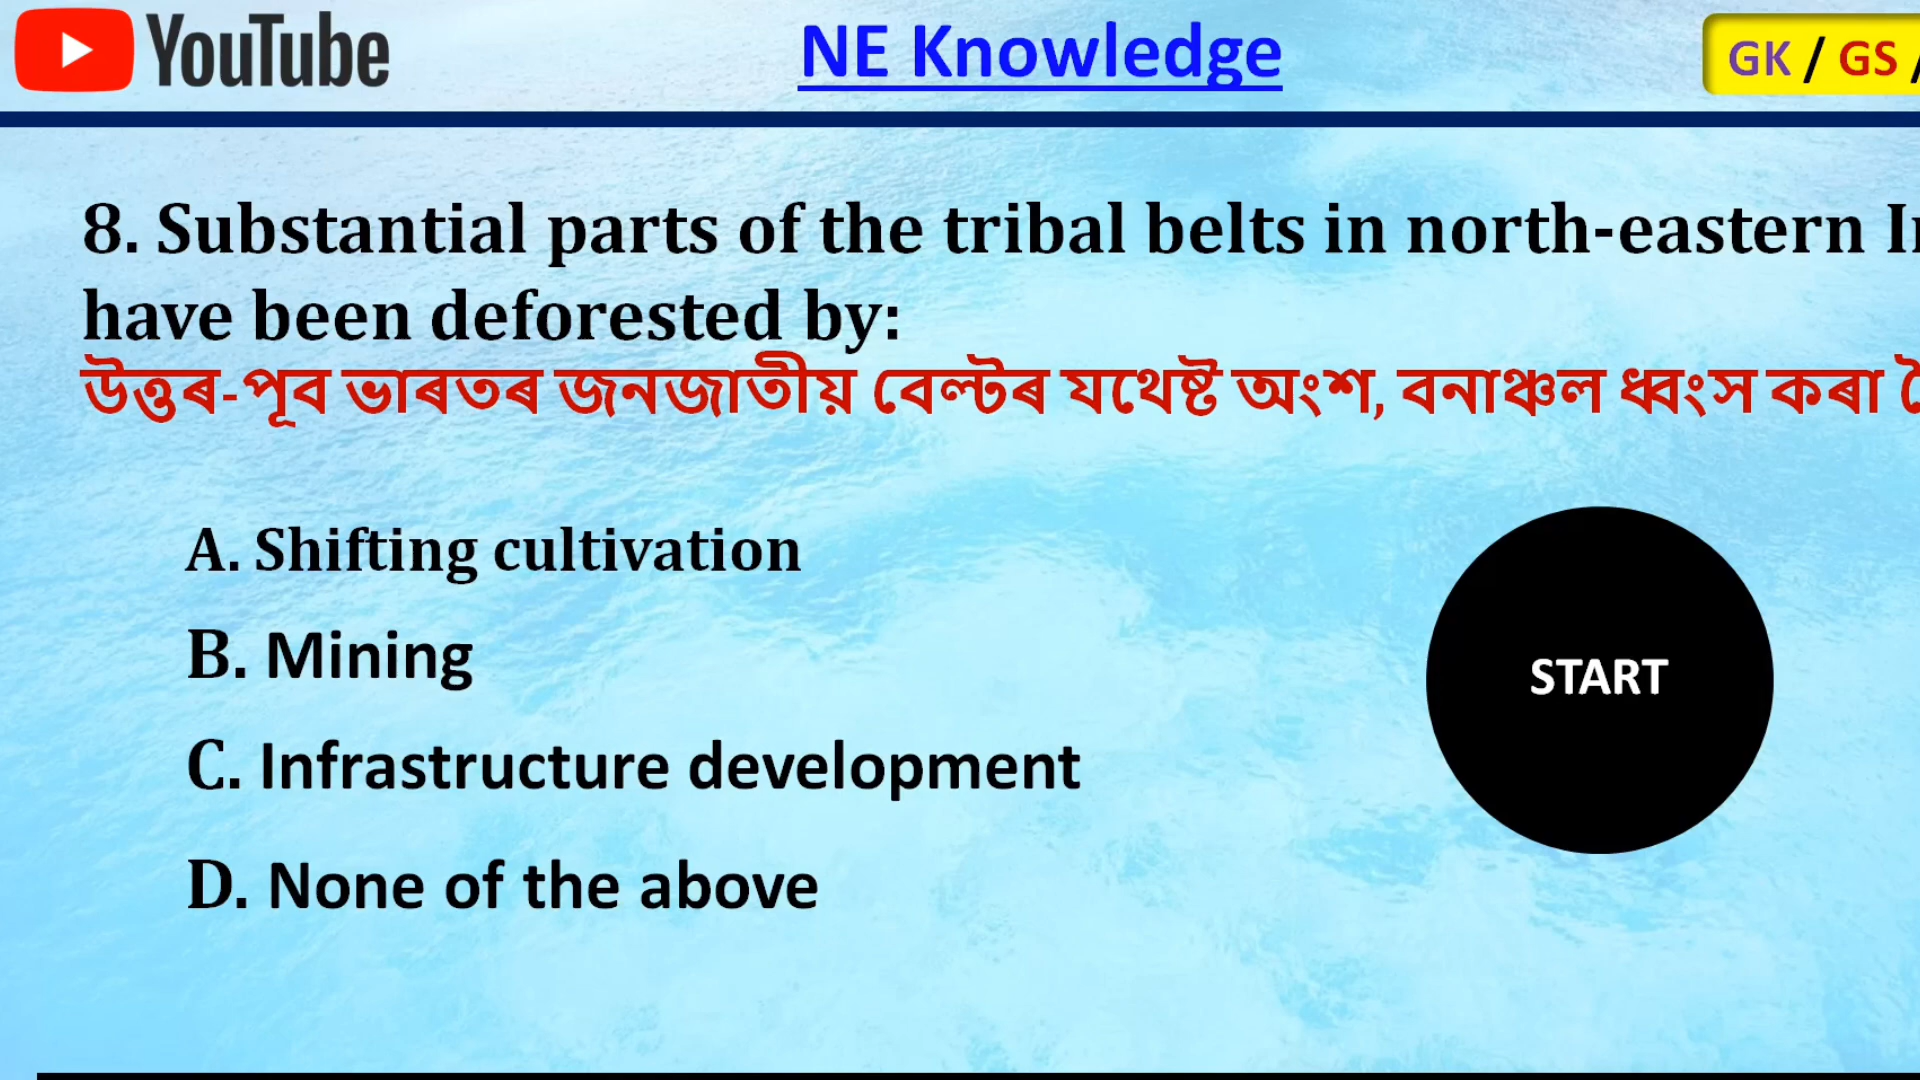 YouTube NE Knowledge GK / GS /
8. Substantial parts of the tribal belts in north-eastern
have been deforested by:
উত্তৰ-পূব ভাৰতৰ জনজাতীয় বেল্টৰ যথেষ্ট অংশ, বনাঞ্চল ধ্বংস কৰা
A. Shifting cultivation
B. Mining
START
C. Infrastructure development
D. None of the above